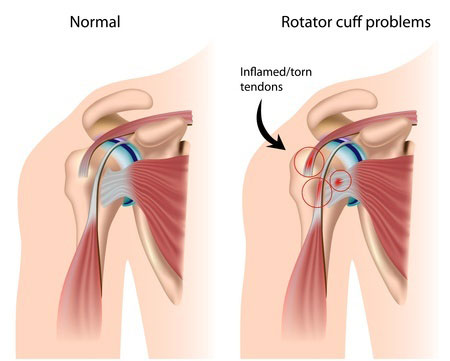 Normal
Rotator cuff problems
Inflamed/torn
tendons